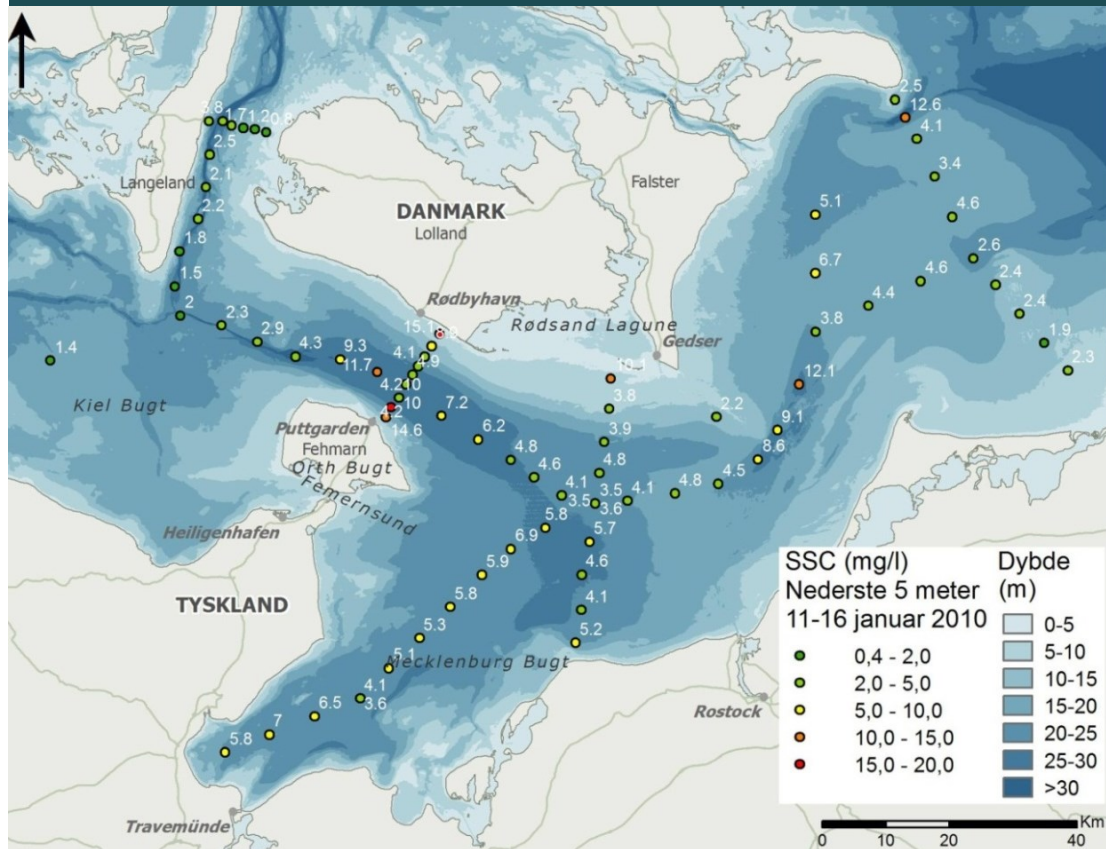 2.5
12.6
4.1
3.4
4.6
2.6
2.4
2.4
1.9
2.3
3.8
1.7
1.2
0.8
2.5
2.1
2.2
1.8
1.5
2
Langeland
DANMARK
Lolland
Falster
5.1
6.7
4.6
4.4
3.8
12.1
9.1
8.6
4.5
4.8
4.1
1.4
2.3
2.9
4.3
9.3
11.7
Rødbyhavn
15.1
Rødsand Lagune
Gedser
4.1
4.9
10.1
Kiel Bugt
10
4.2
14.6
7.2
6.2
4.8
4.6
4.1
3.5
3.8
3.9
4.8
3.5
3.6
2.2
Puttgarden
Fehmarn
Orth Bugt
Femernsund
Heiligenhafen
TYSKLAND
5.8
6.9
5.9
5.8
5.3
5.1
4.1
3.6
6.5
7
5.8
5.7
4.6
4.1
5.2
Mecklenburg Bugt
Rostock
Travemünde
SSC (mg/l)
Nederste 5 meter
11-16 januar 2010
0,4 - 2,0
2,0 - 5,0
5,0 - 10,0
10,0 - 15,0
15,0 - 20,0
Dybde
(m)
0-5
5-10
10-15
15-20
20-25
25-30
>30
Km
0 10 20 40